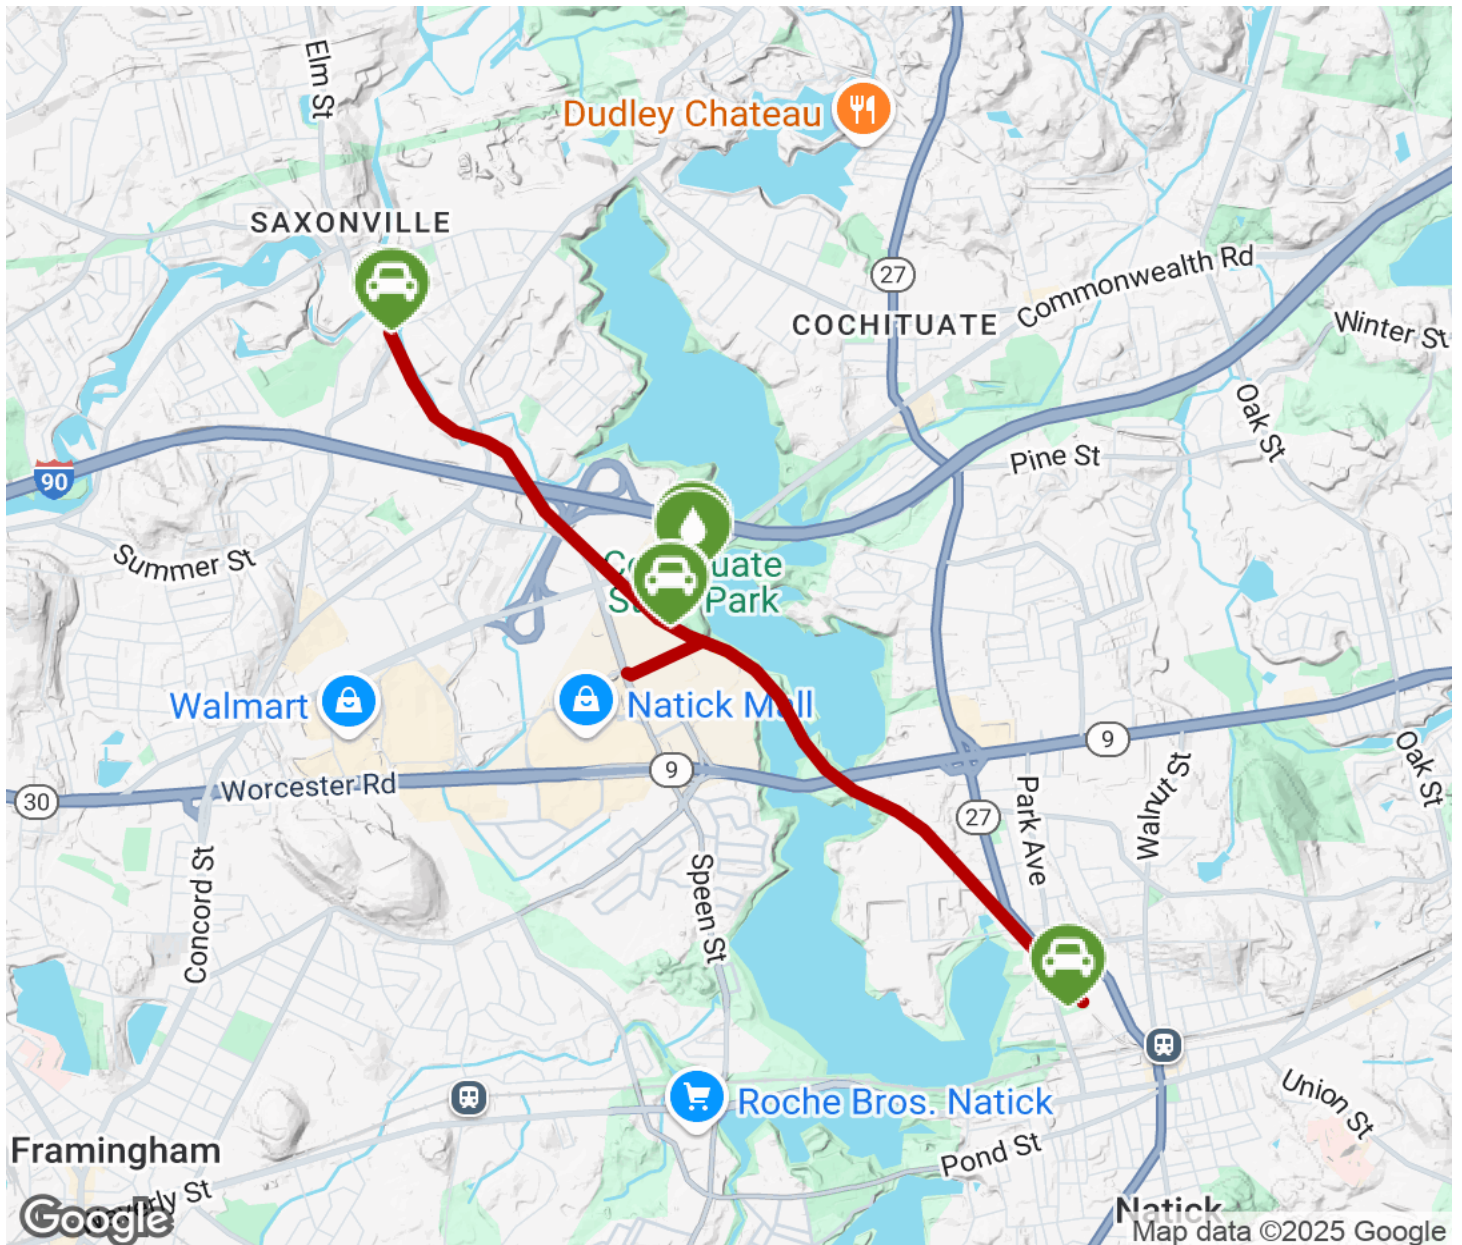 Elm St
Dudley Chateau
SAXONVILLE
27
Commonwealth Rd
COCHITUATE
Winter St
Oak St
Pine St
90
Summer St
Park
Walmart
Natick Mall
9
9
Oak St
Worcester Rd
30
27
Park Ave
Walnut St
Concord St
Speen St
Roche Bros. Natick
Union St
Pond St
Framingham
Natick
Google
Map data ©2025 Google